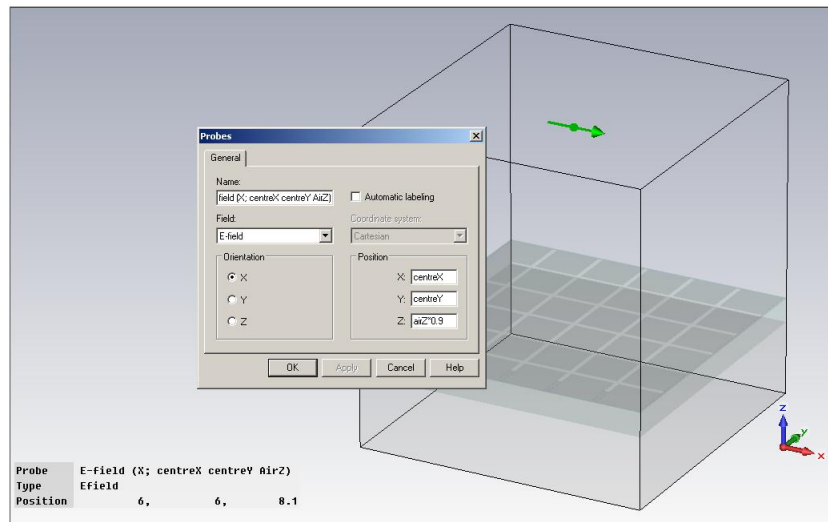 Probes
General
Name:
field (X; centreX centreY AirZ)
Automatic labeling
Field:
Coordinate system:
E-field
Cartesian
Orientation
Position
X
X: centreX
Y
Y: centreY
Z
Z: airZ*0.9
OK Apply Cancel Help
z
y
x
Probe E-field (X; centreX centreY AirZ)
Type Efield
Position 6, 6, 8.1